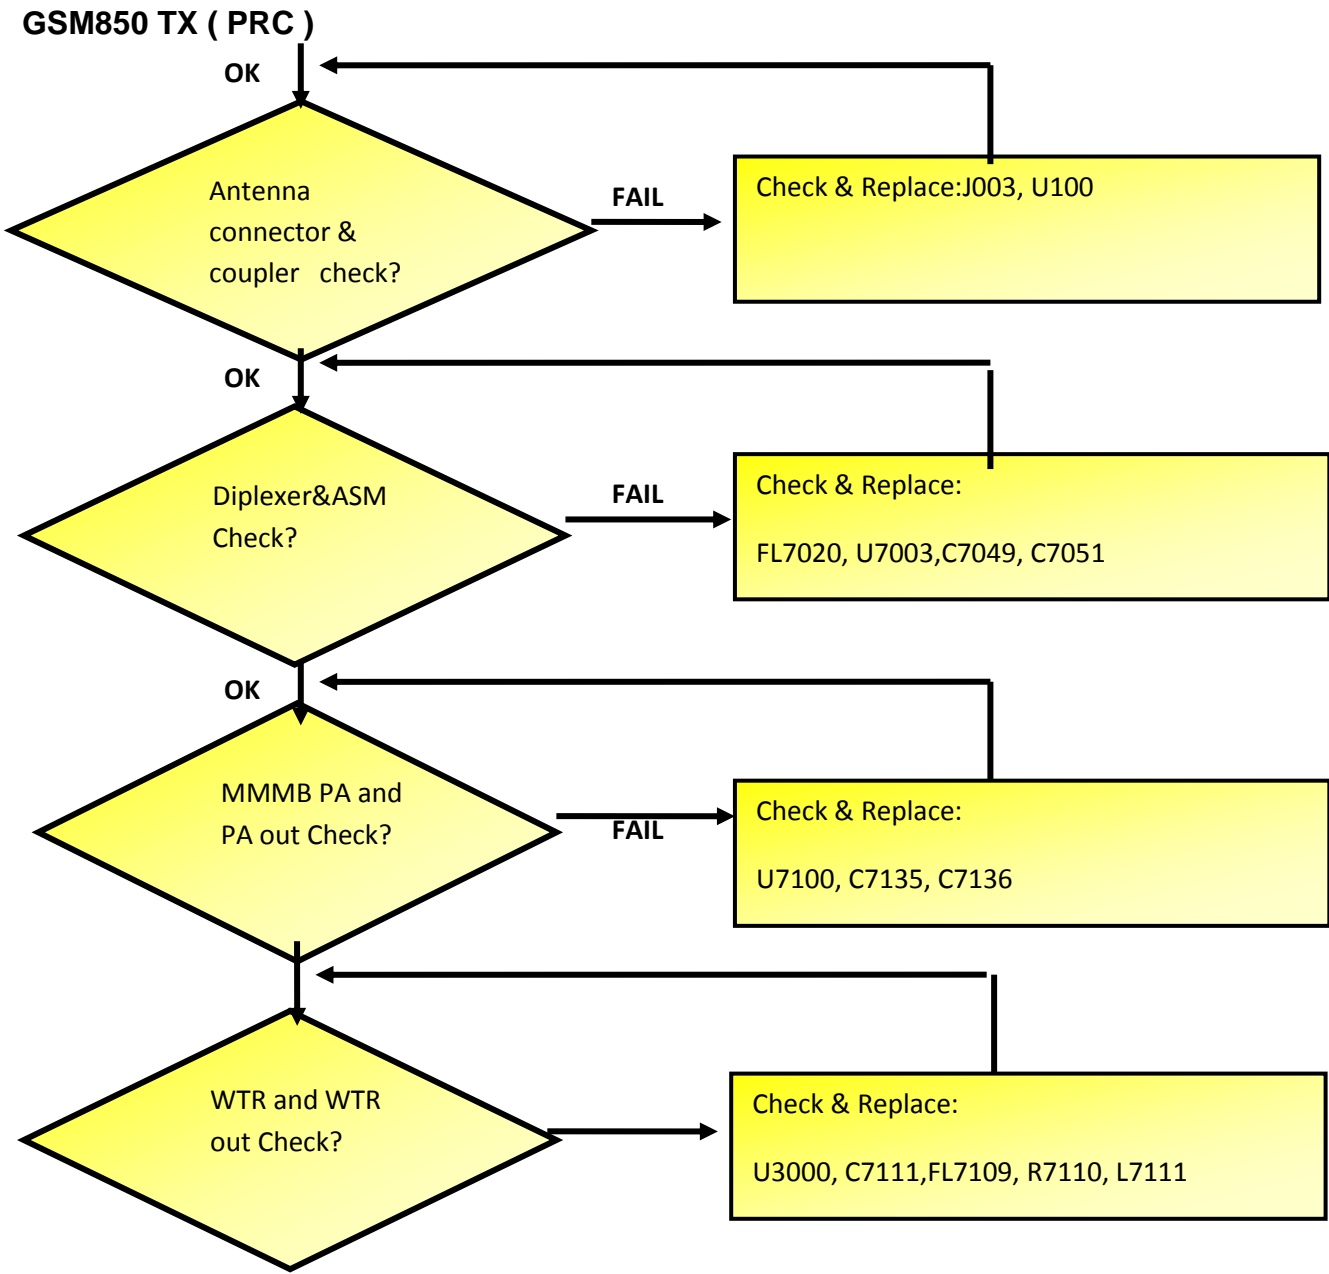 GSM850 TX ( PRC )
OK
Antenna
connector &
coupler check?
FAIL
Check & Replace:J003, U100
OK
Diplexer&ASM
Check?
FAIL
Check & Replace:
FL7020, U7003,C7049, C7051
OK
MMMB PA and
PA out Check?
FAIL
Check & Replace:
U7100, C7135, C7136
WTR and WTR
out Check?
Check & Replace:
U3000, C7111,FL7109, R7110, L7111